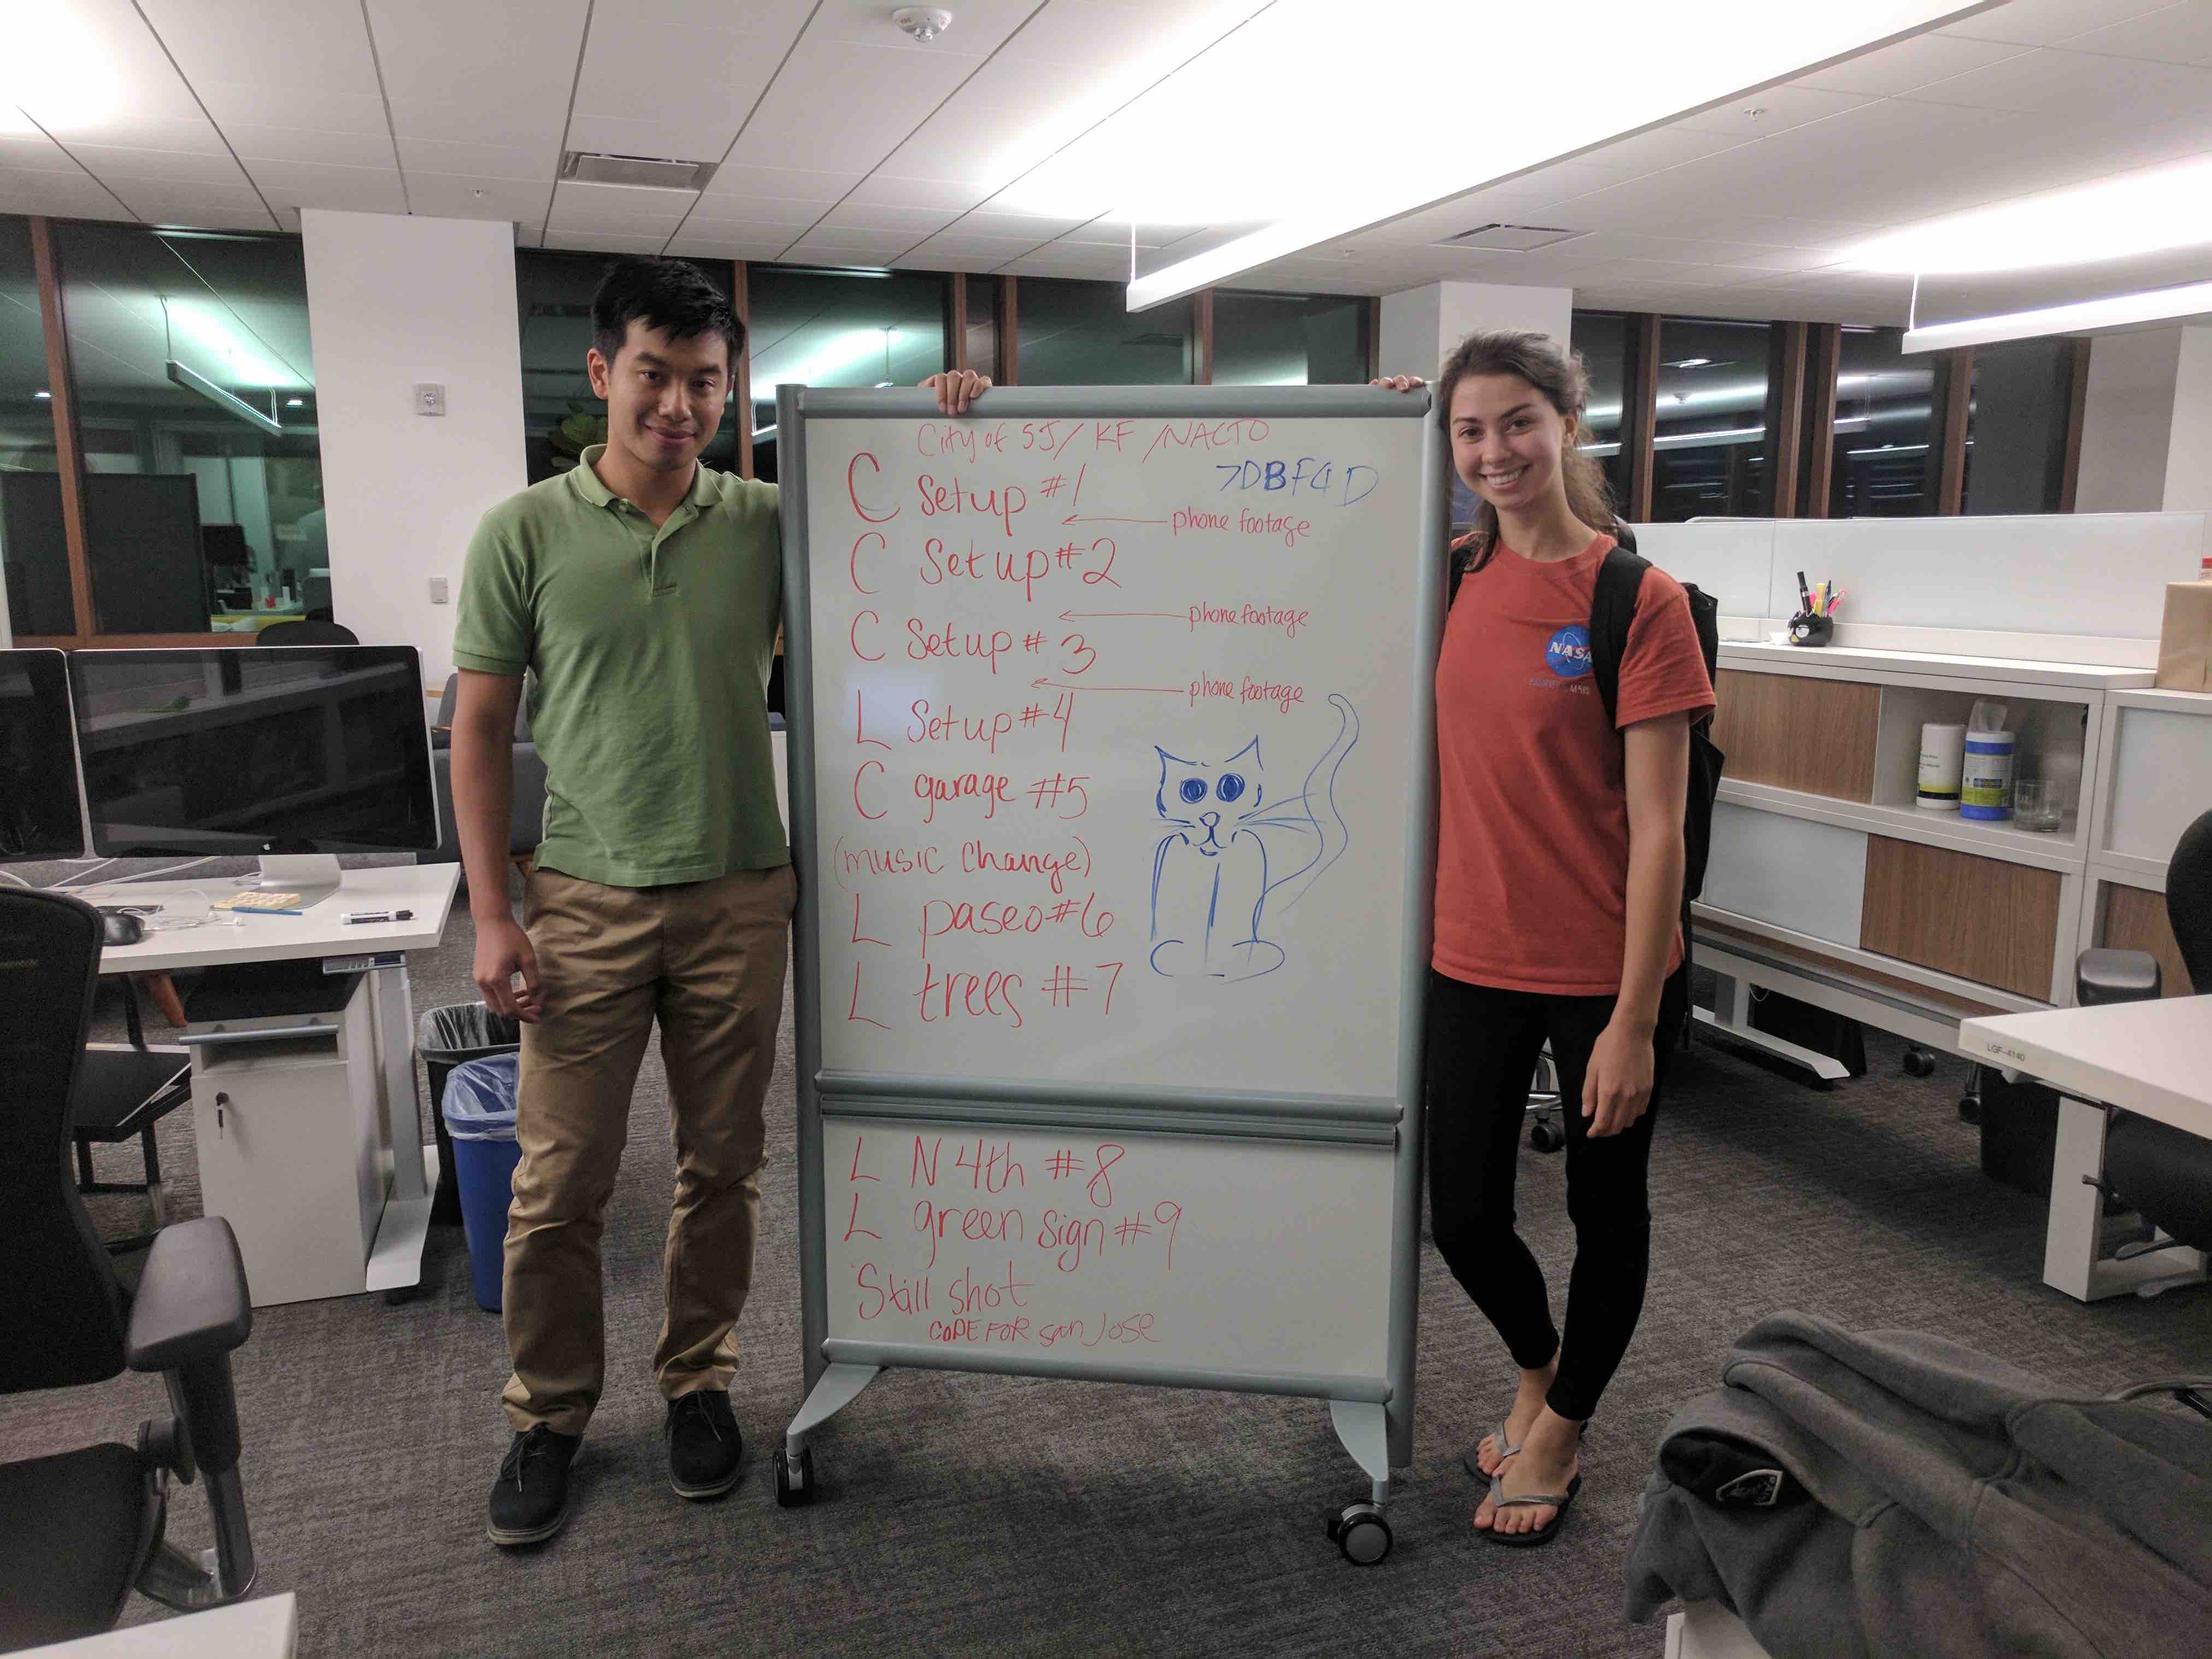 City of SJ / KF / NACTO
C Setup #1
7DBF4D
phone footage
C Setup #2
phone footage
C Setup # 3
phone footage
L Setup #4
C garage #5
(music change)
L paseo #6
L trees #7
L N 4th #8
L green sign #9
Still shot
CODE FOR San Jose
NASA
LGF-4140